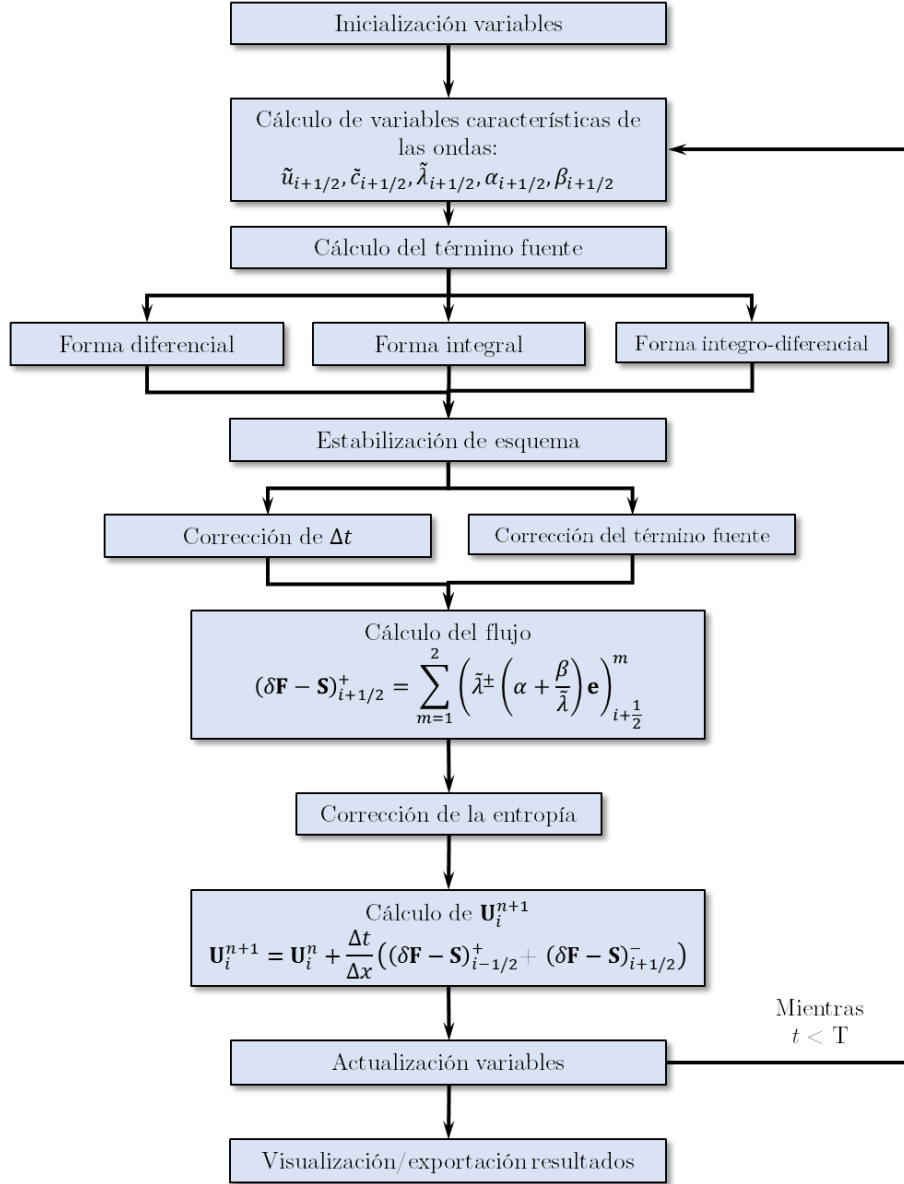 Inicialización variables
Cálculo de variables características de
las ondas:
ũ_{i+1/2}, c̃_{i+1/2}, λ̃_{i+1/2}, α_{i+1/2}, β_{i+1/2}
Cálculo del término fuente
Forma diferencial
Forma integral
Forma integro-diferencial
Estabilización de esquema
Corrección de Δt
Corrección del término fuente
Cálculo del flujo
(δF − S)^+_{i+1/2} = ∑_{m=1}^{2} (λ̃^± (α + β/λ̃) e)^m_{i+1/2}
Corrección de la entropía
Cálculo de U_i^{n+1}
U_i^{n+1} = U_i^n + Δt/Δx ((δF − S)^+_{i−1/2} + (δF − S)^−_{i+1/2})
Mientras
t < T
Actualización variables
Visualización/exportación resultados